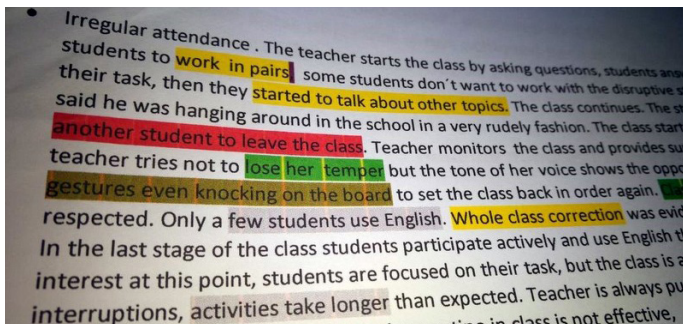 • Irregular attendance . The teacher starts the class by asking questions, students
students to work in pairs some students don´t want to work with the disruptive
their task, then they started to talk about other topics. The class continues. The
said he was hanging around in the school in a very rudely fashion. The class
another student to leave the class. Teacher monitors the class and provides
teacher tries not to lose her temper but the tone of her voice shows the
gestures even knocking on the board to set the class back in order again.
respected. Only a few students use English. Whole class correction was
In the last stage of the class students participate actively and use English
interest at this point, students are focused on their task, but the class is
interruptions, activities take longer than expected. Teacher is always
in class is not effective,